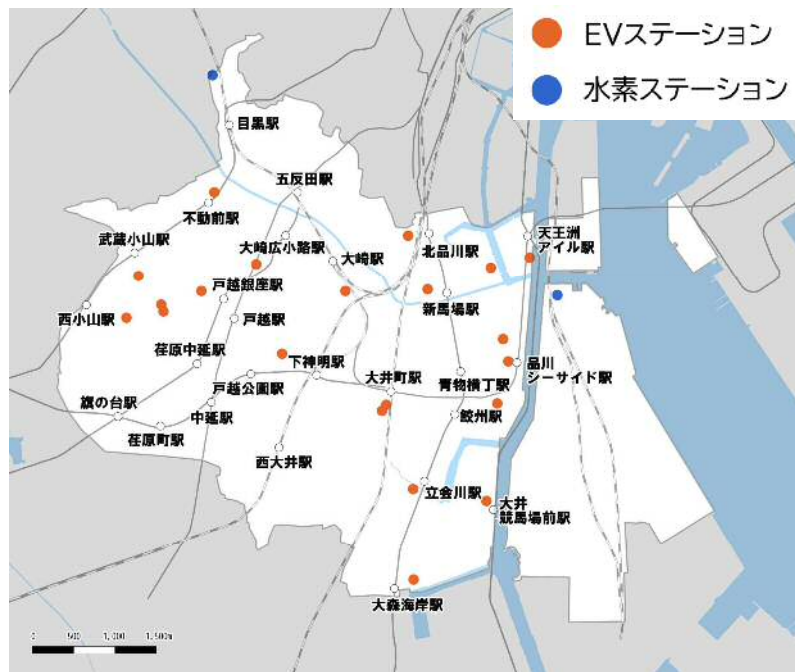 EVステーション
水素ステーション
目黒駅
五反田駅
不動前駅
武蔵小山駅
大崎広小路駅
大崎駅
北品川駅
天王洲
アイル駅
戸越銀座駅
西小山駅
戸越駅
新馬場駅
荏原中延駅
下神明駅
戸越公園駅
大井町駅
青物横丁駅
品川
シーサイド駅
旗の台駅
中延駅
鮫洲駅
荏原町駅
西大井駅
立会川駅
大井
競馬場前駅
大森海岸駅
0 500 1,000 1,500m